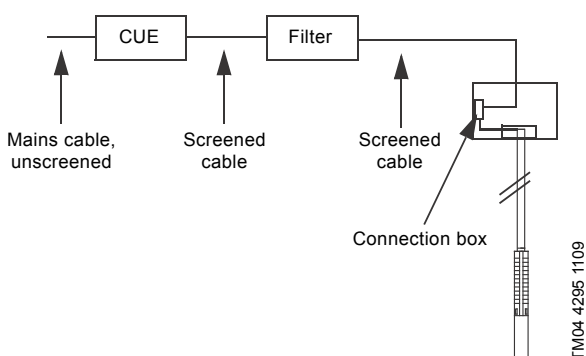 CUE
Filter
Mains cable,
unscreened
Screened
cable
Screened
cable
Connection box
TM04 4295 1109